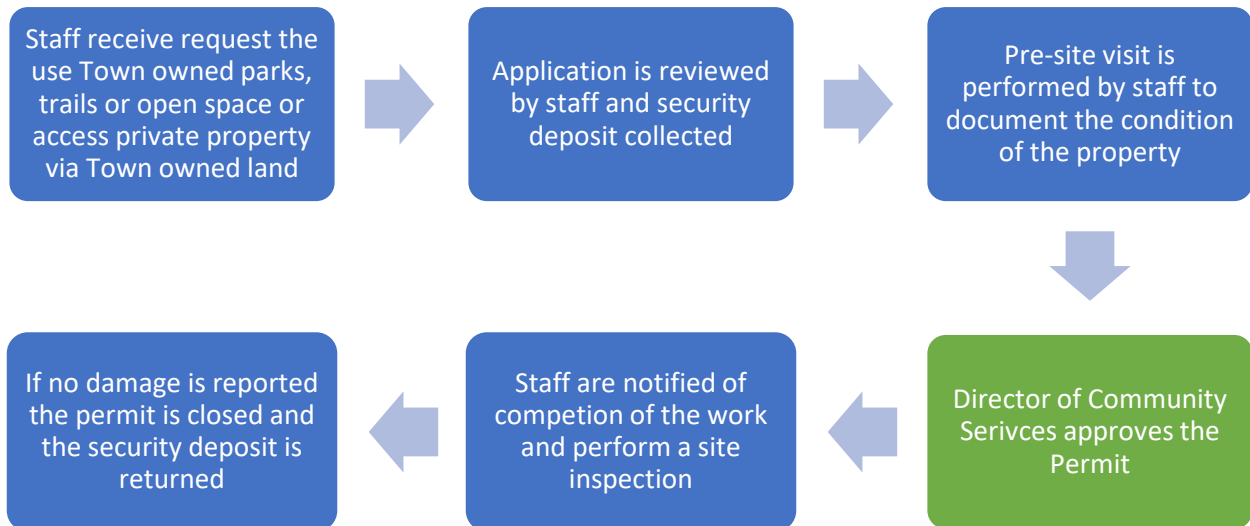 Staff receive request the
use Town owned parks,
trails or open space or
access private property
via Town owned land
Application is reviewed
by staff and security
deposit collected
Pre-site visit is
performed by staff to
document the condition
of the property
Director of Community
Serivces approves the
Permit
Staff are notified of
competion of the work
and perform a site
inspection
If no damage is reported
the permit is closed and
the security deposit is
returned